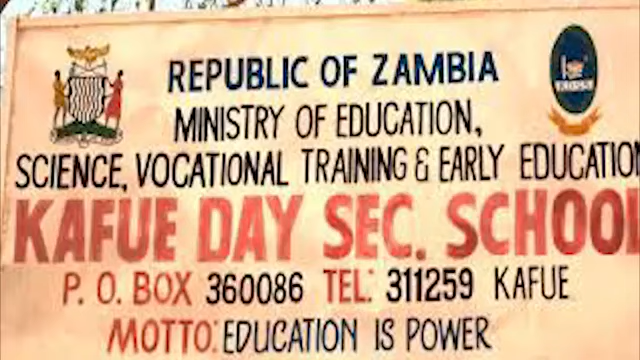 REPUBLIC OF ZAMBIA
MINISTRY OF EDUCATION,
SCIENCE, VOCATIONAL TRAINING & EARLY EDUCATION
KAFUE DAY SEC. SCHOOL
P. O. BOX 360086 TEL: 311259 KAFUE
MOTTO: EDUCATION IS POWER